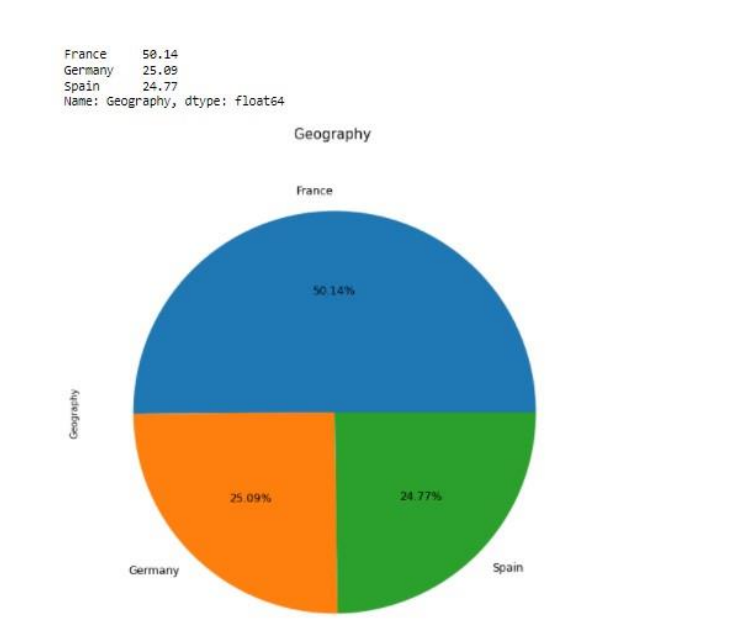 France     50.14
Germany    25.09
Spain      24.77
Name: Geography, dtype: float64
Geography
France
50.14%
Geography
25.09%
24.77%
Germany
Spain